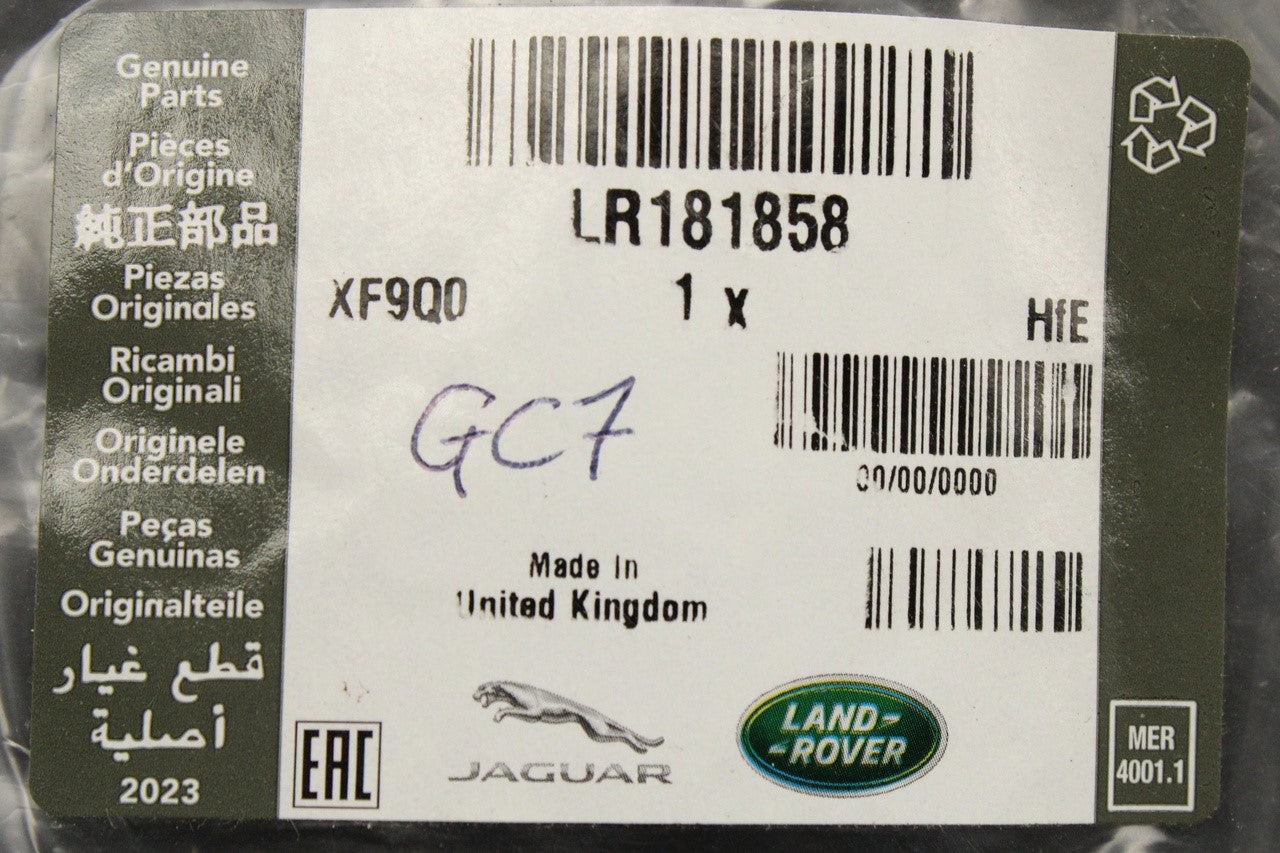 Genuine
Parts
Pièces
d'Origine
純正部品
Piezas
Originales
Ricambi
Originali
Originele
Onderdelen
Peças
Genuinas
Originalteile
قطع غيار
أصلية
2023
LR181858
XF9Q0
1 x
HfE
GC7
00/00/0000
Made In
United Kingdom
EAC
JAGUAR
LAND-
-ROVER
MER
4001.1